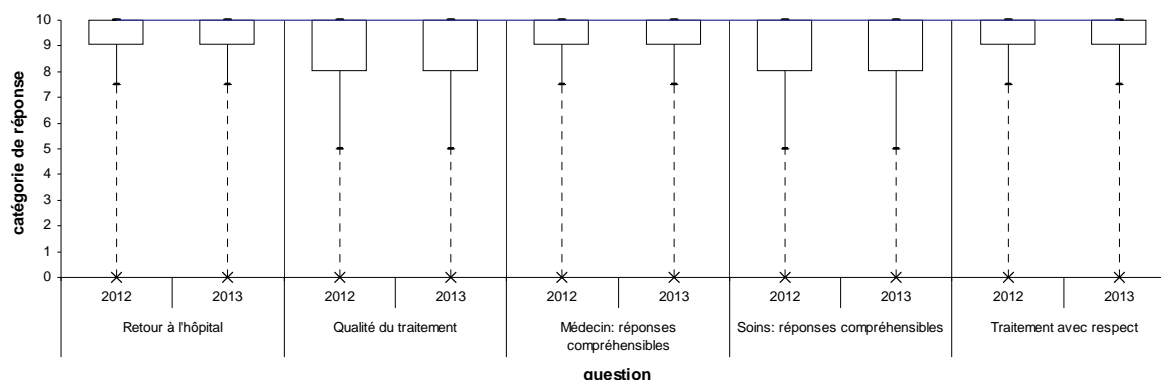 catégorie de réponse
10
9
8
7
6
5
4
3
2
1
0
2012 2013 2012 2013 2012 2013 2012 2013 2012 2013
Retour à l'hôpital Qualité du traitement Médecin: réponses Soins: réponses compréhensibles Traitement avec respect
compréhensibles
question